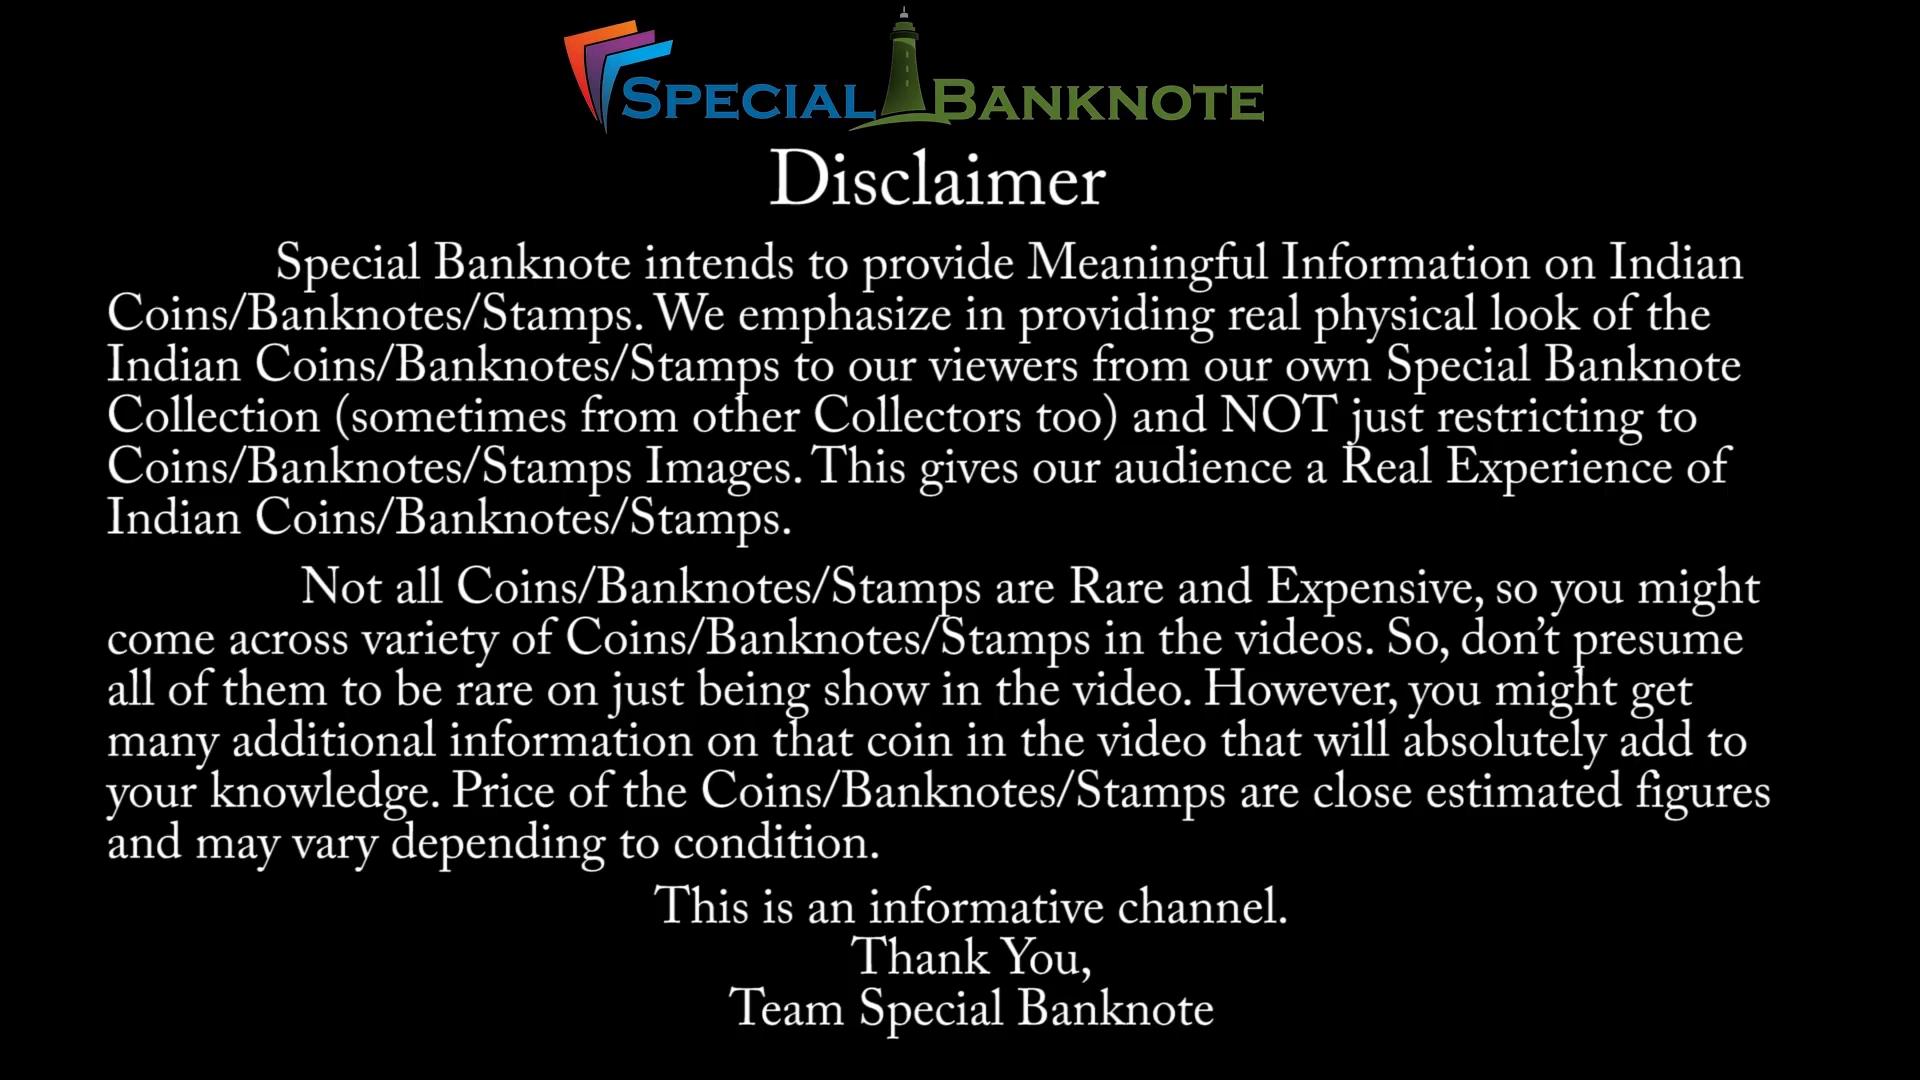 SPECIAL BANKNOTE
Disclaimer
Special Banknote intends to provide Meaningful Information on Indian
Coins/Banknotes/Stamps. We emphasize in providing real physical look of the
Indian Coins/Banknotes/Stamps to our viewers from our own Special Banknote
Collection (sometimes from other Collectors too) and NOT just restricting to
Coins/Banknotes/Stamps Images. This gives our audience a Real Experience of
Indian Coins/Banknotes/Stamps.
Not all Coins/Banknotes/Stamps are Rare and Expensive, so you might
come across variety of Coins/Banknotes/Stamps in the videos. So, don’t presume
all of them to be rare on just being show in the video. However, you might get
many additional information on that coin in the video that will absolutely add to
your knowledge. Price of the Coins/Banknotes/Stamps are close estimated figures
and may vary depending to condition.
This is an informative channel.
Thank You,
Team Special Banknote